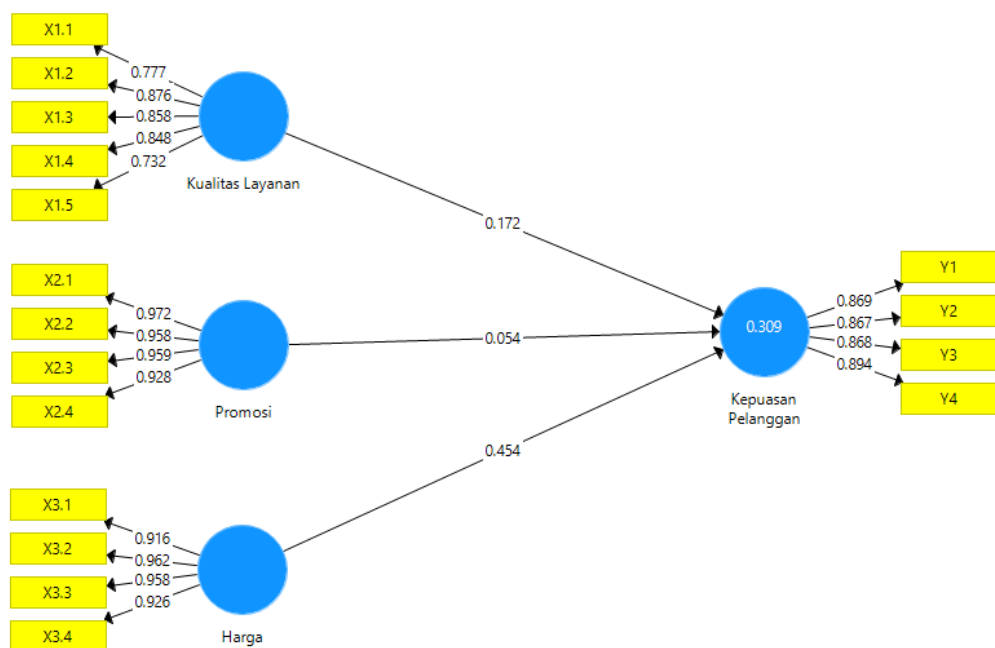 X1.1
0.777
X1.2
0.876
X1.3
0.858
X1.4
0.848
X1.5
0.732
Kualitas Layanan
0.172
X2.1
0.972
X2.2
0.958
X2.3
0.959
X2.4
0.928
Promosi
0.054
X3.1
0.916
X3.2
0.962
X3.3
0.958
X3.4
0.926
Harga
0.454
0.309
Kepuasan
Pelanggan
Y1
0.869
Y2
0.867
Y3
0.868
Y4
0.894